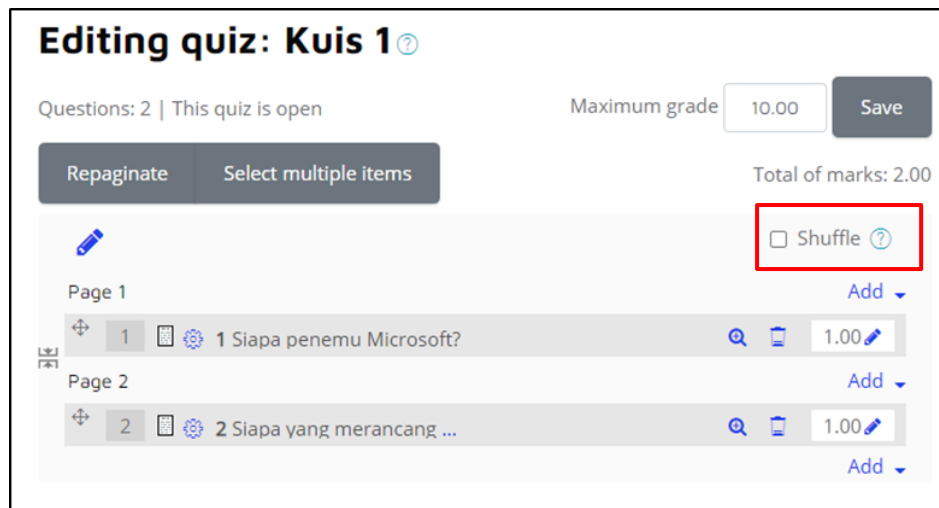 Editing quiz: Kuis 1
Questions: 2 | This quiz is open
Maximum grade 10.00 Save
Repaginate Select multiple items
Total of marks: 2.00
Shuffle
Page 1 Add
1 1 Siapa penemu Microsoft? 1.00
Page 2 Add
2 2 Siapa yang merancang ... 1.00
Add